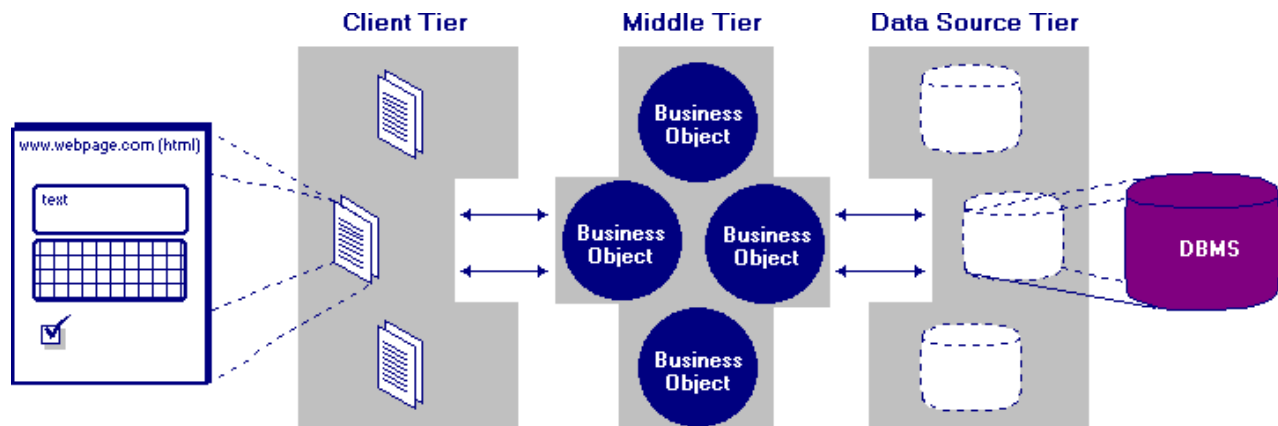 Client Tier
Middle Tier
Data Source Tier
www.webpage.com (html)
text
Business
Object
Business
Object
Business
Object
Business
Object
DBMS